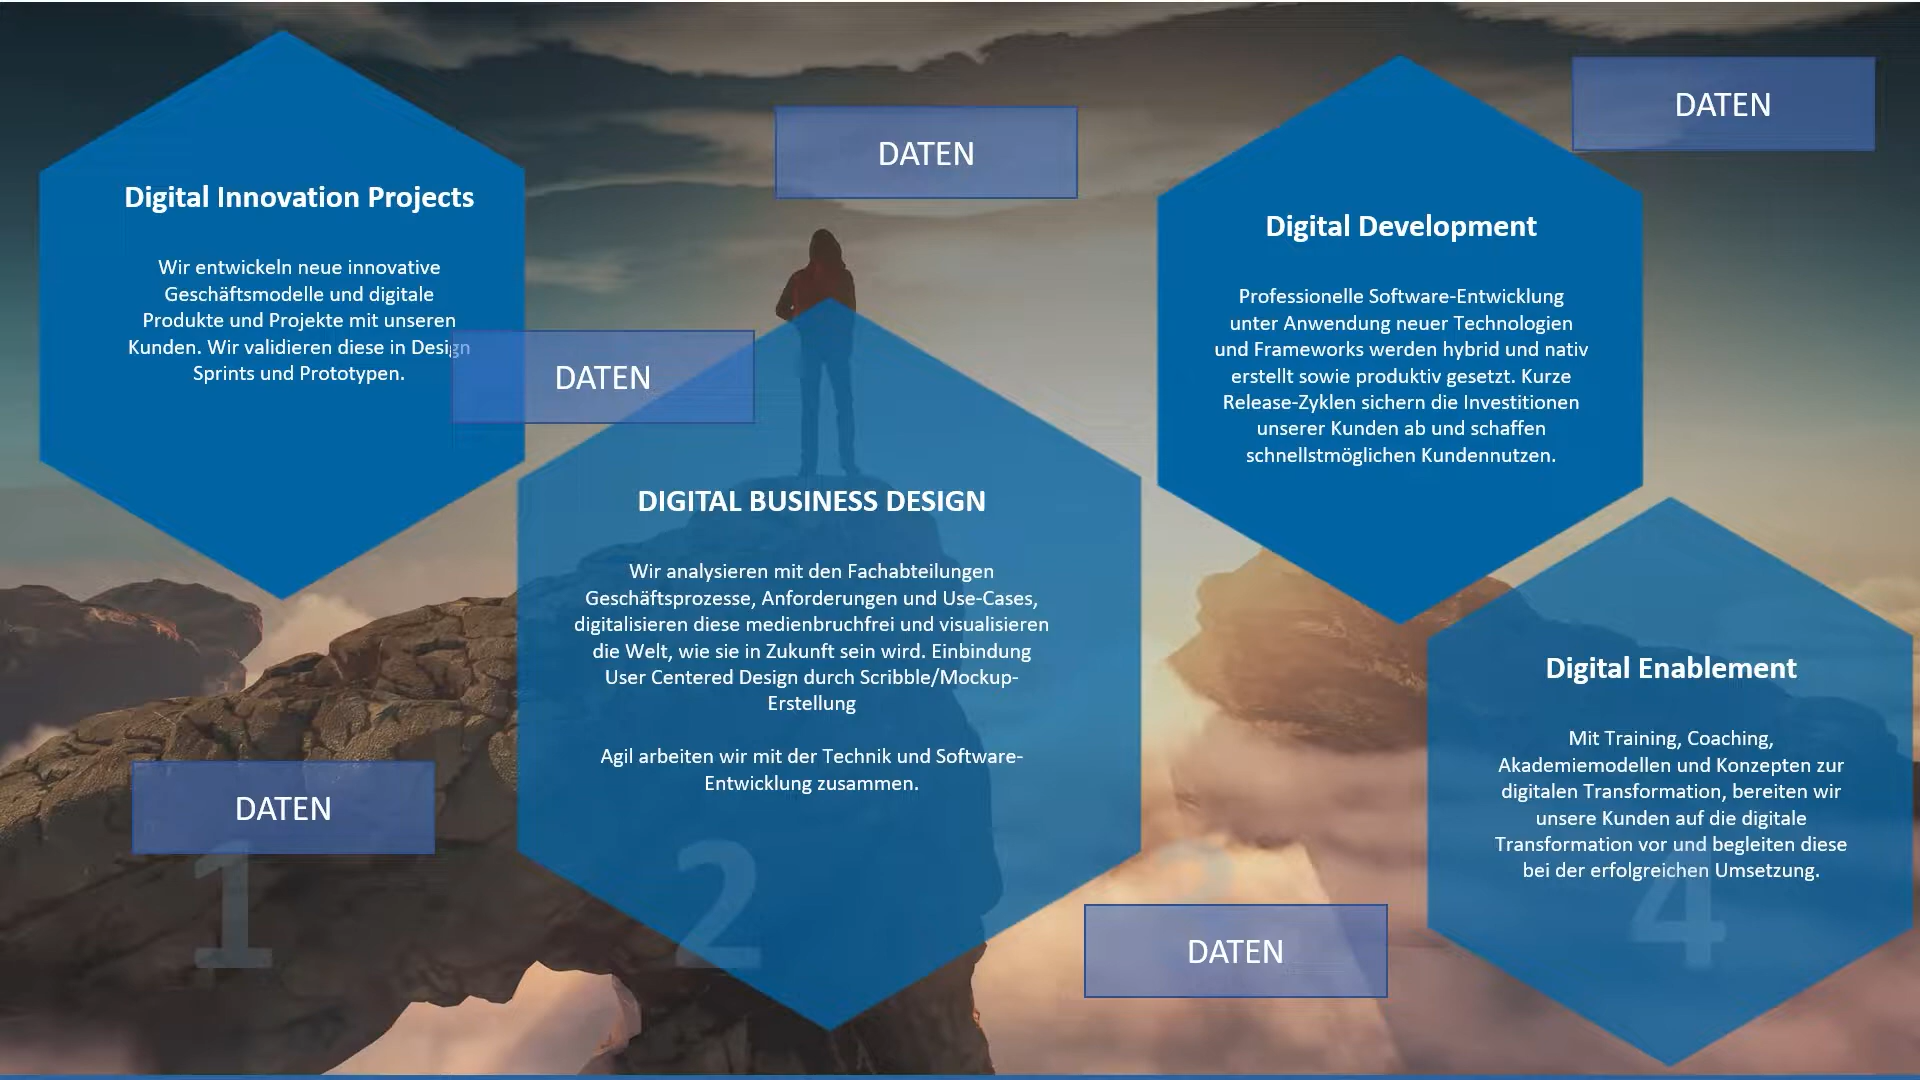 Digital Innovation Projects
Wir entwickeln neue innovative
Geschäftsmodelle und digitale
Produkte und Projekte mit unseren
Kunden. Wir validieren diese in Design
Sprints und Prototypen.
DATEN
DATEN
DATEN
1
DIGITAL BUSINESS DESIGN
Wir analysieren mit den Fachabteilungen
Geschäftsprozesse, Anforderungen und Use-Cases,
digitalisieren diese medienbruchfrei und visualisieren
die Welt, wie sie in Zukunft sein wird. Einbindung
User Centered Design durch Scribble/Mockup-
Erstellung
Agil arbeiten wir mit der Technik und Software-
Entwicklung zusammen.
2
DATEN
Digital Development
Professionelle Software-Entwicklung
unter Anwendung neuer Technologien
und Frameworks werden hybrid und nativ
erstellt sowie produktiv gesetzt. Kurze
Release-Zyklen sichern die Investitionen
unserer Kunden ab und schaffen
schnellstmöglichen Kundennutzen.
DATEN
Digital Enablement
Mit Training, Coaching,
Akademiemodellen und Konzepten zur
digitalen Transformation, bereiten wir
unsere Kunden auf die digitale
Transformation vor und begleiten diese
bei der erfolgreichen Umsetzung.
4